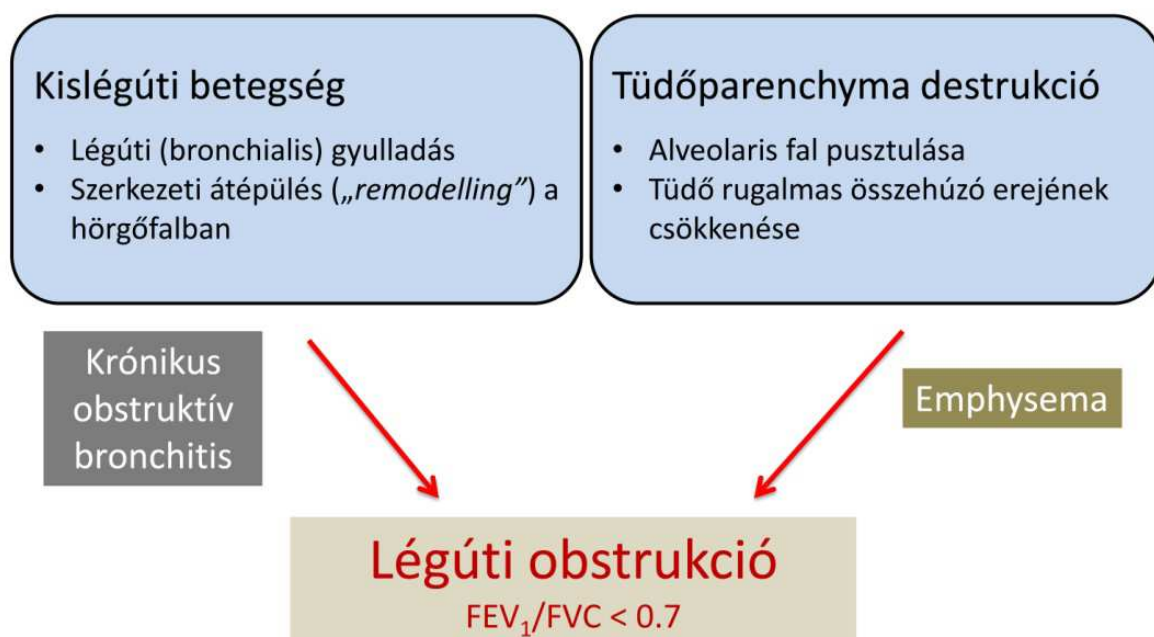 Kislégúti betegség
• Légúti (bronchialis) gyulladás
• Szerkezeti átépülés („remodelling”) a
hörgőfalban
Tüdőparenchyma destrukció
• Alveolaris fal pusztulása
• Tüdő rugalmas összehúzó erejének
csökkenése
Krónikus
obstruktív
bronchitis
Emphysema
Légúti obstrukció
FEV₁/FVC < 0.7